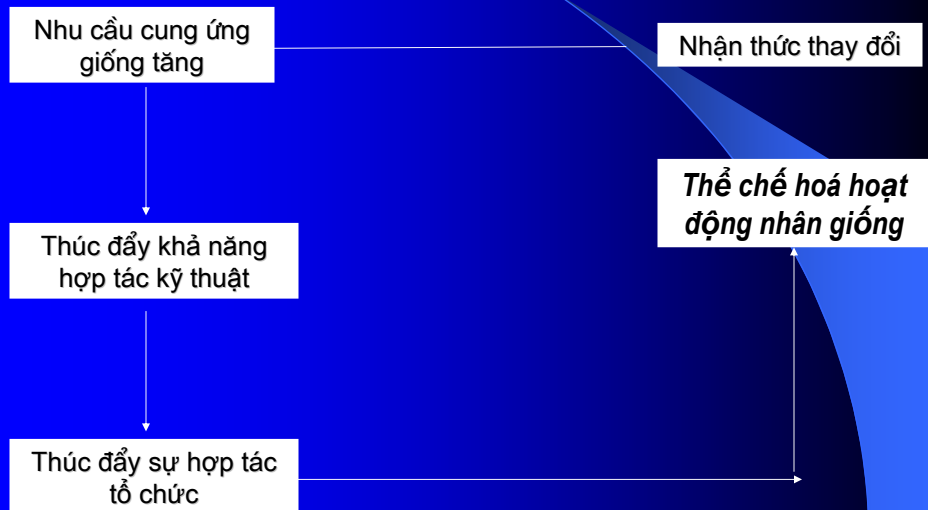 Nhu cầu cung ứng
giống tăng
Nhận thức thay đổi
Thể chế hoá hoạt
động nhân giống
Thúc đẩy khả năng
hợp tác kỹ thuật
Thúc đẩy sự hợp tác
tổ chức